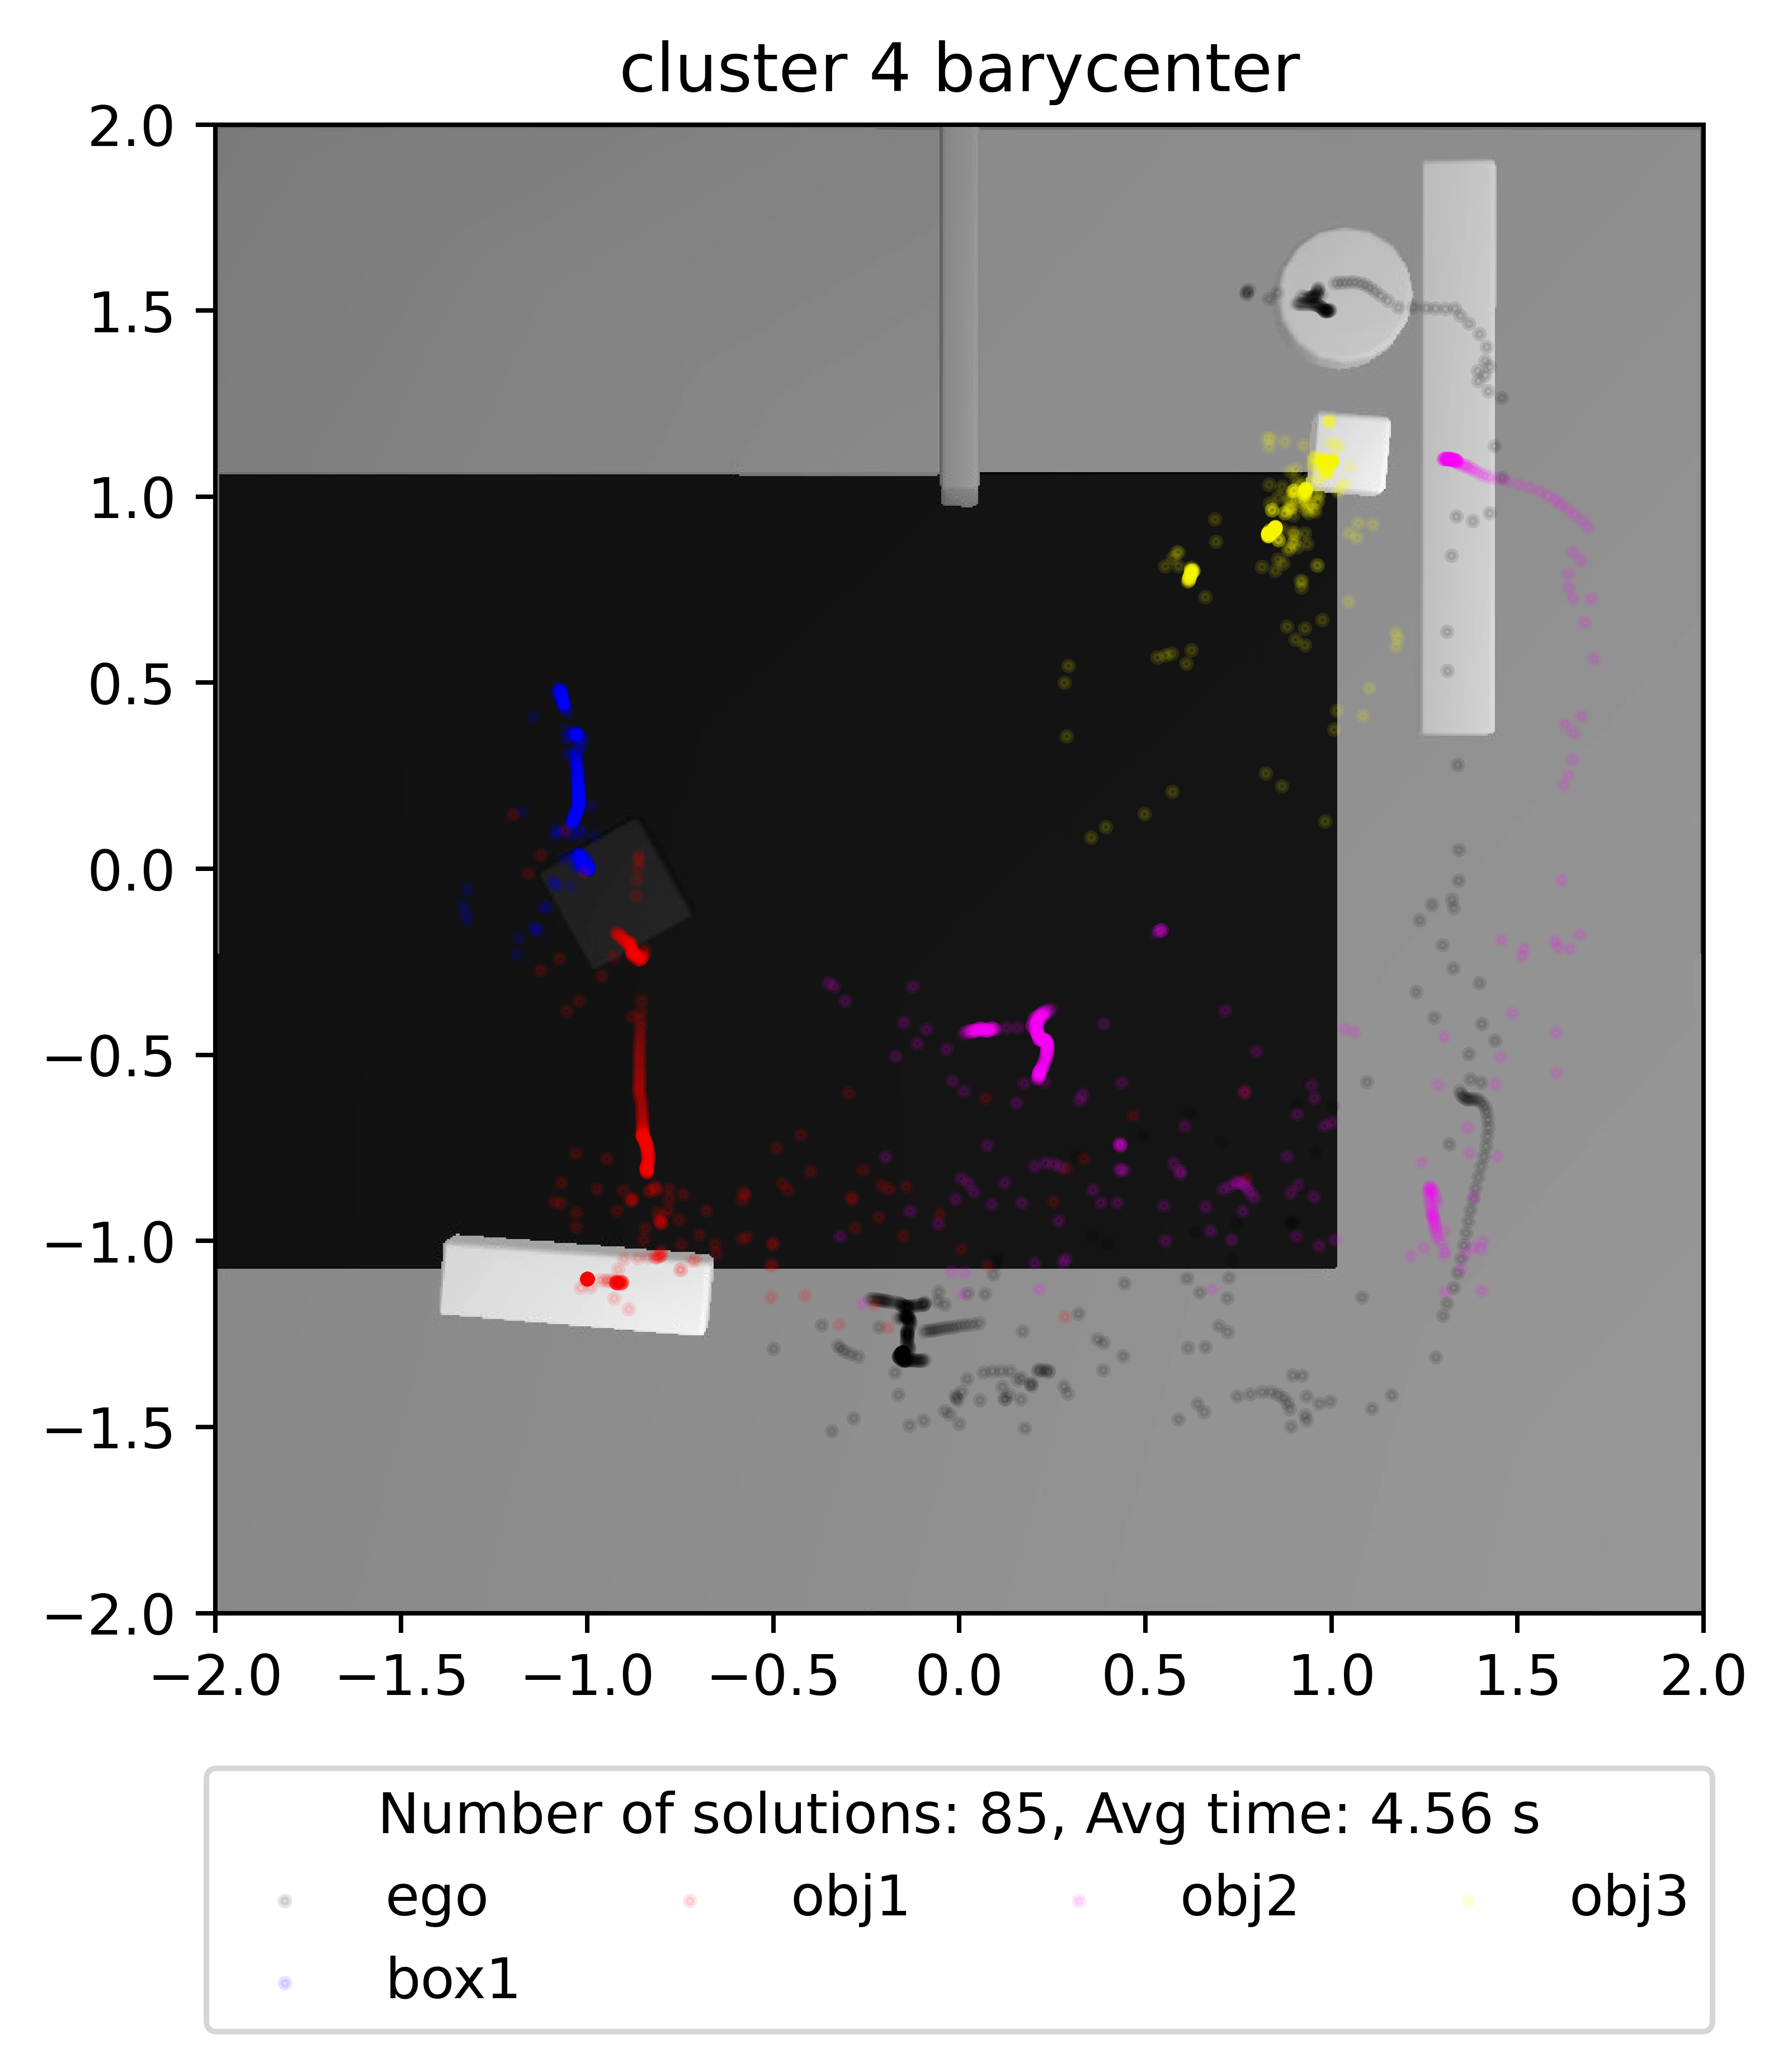 cluster 4 barycenter
2.0
1.5
1.0
0.5
0.0
−0.5
−1.0
−1.5
−2.0
−2.0 −1.5 −1.0 −0.5 0.0 0.5 1.0 1.5 2.0
Number of solutions: 85, Avg time: 4.56 s
ego obj1 obj2 obj3
box1